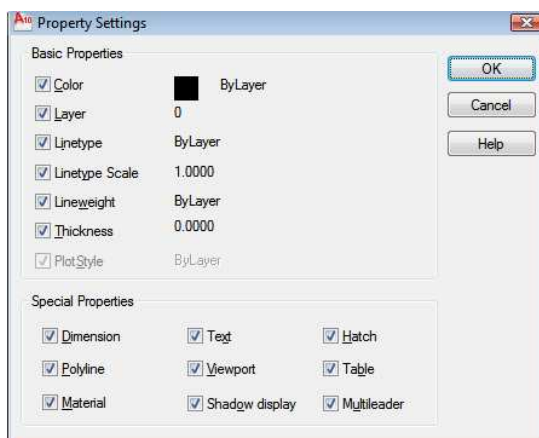 A10 Property Settings
Basic Properties
Color ByLayer
Layer 0
Linetype ByLayer
Linetype Scale 1.0000
Lineweight ByLayer
Thickness 0.0000
PlotStyle ByLayer
OK
Cancel
Help
Special Properties
Dimension Text Hatch
Polyline Viewport Table
Material Shadow display Multileader